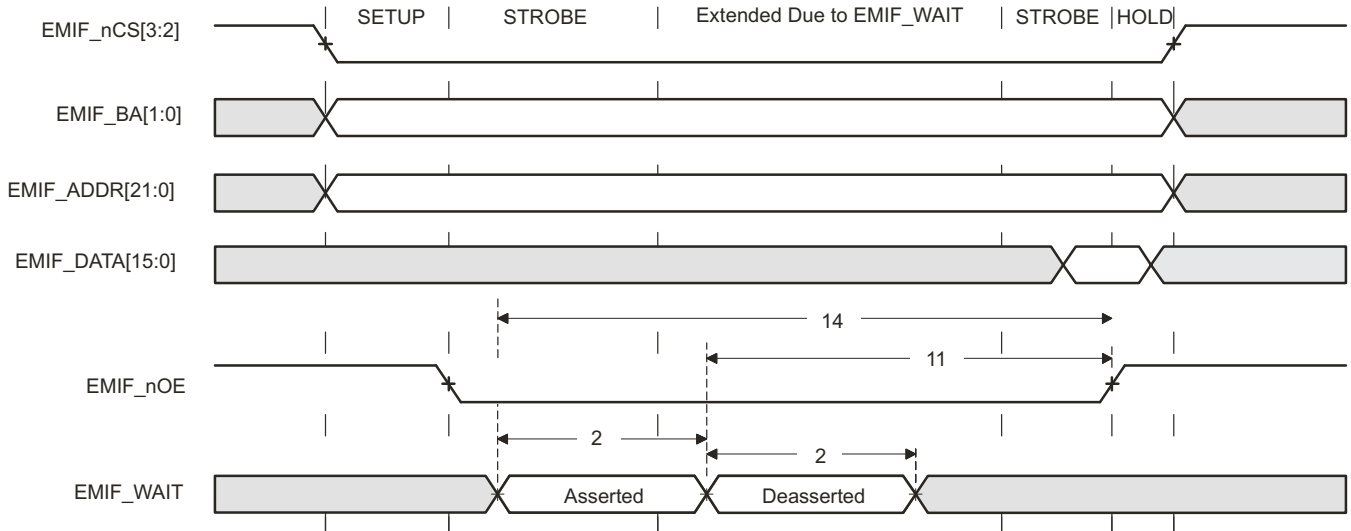 SETUP STROBE Extended Due to EMIF_WAIT STROBE HOLD
EMIF_nCS[3:2]
EMIF_BA[1:0]
EMIF_ADDR[21:0]
EMIF_DATA[15:0]
14
11
EMIF_nOE
2
2
EMIF_WAIT Asserted Deasserted